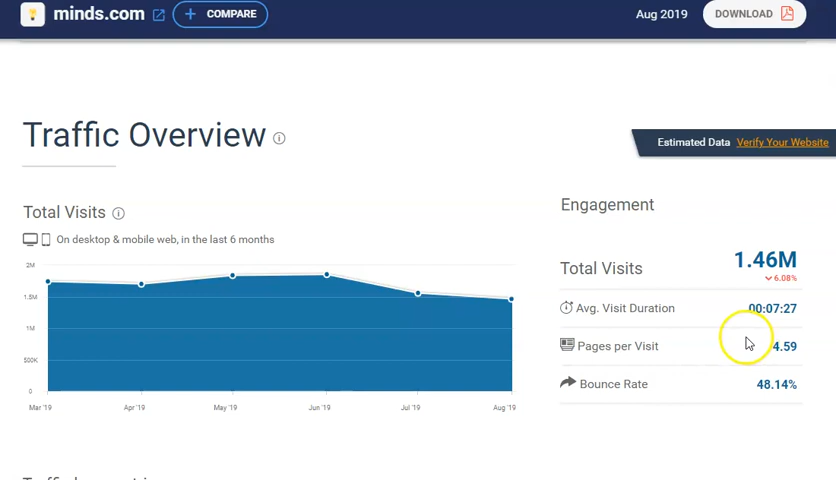 minds.com
+ COMPARE
Aug 2019
DOWNLOAD
Traffic Overview
Estimated Data Verify Your Website
Total Visits
On desktop & mobile web, in the last 6 months
2M
1.5M
1M
500K
0
Mar '19 Apr '19 May '19 Jun '19 Jul '19 Aug '19
Engagement
Total Visits 1.46M
6.08%
Avg. Visit Duration 00:07:27
Pages per Visit 4.59
Bounce Rate 48.14%